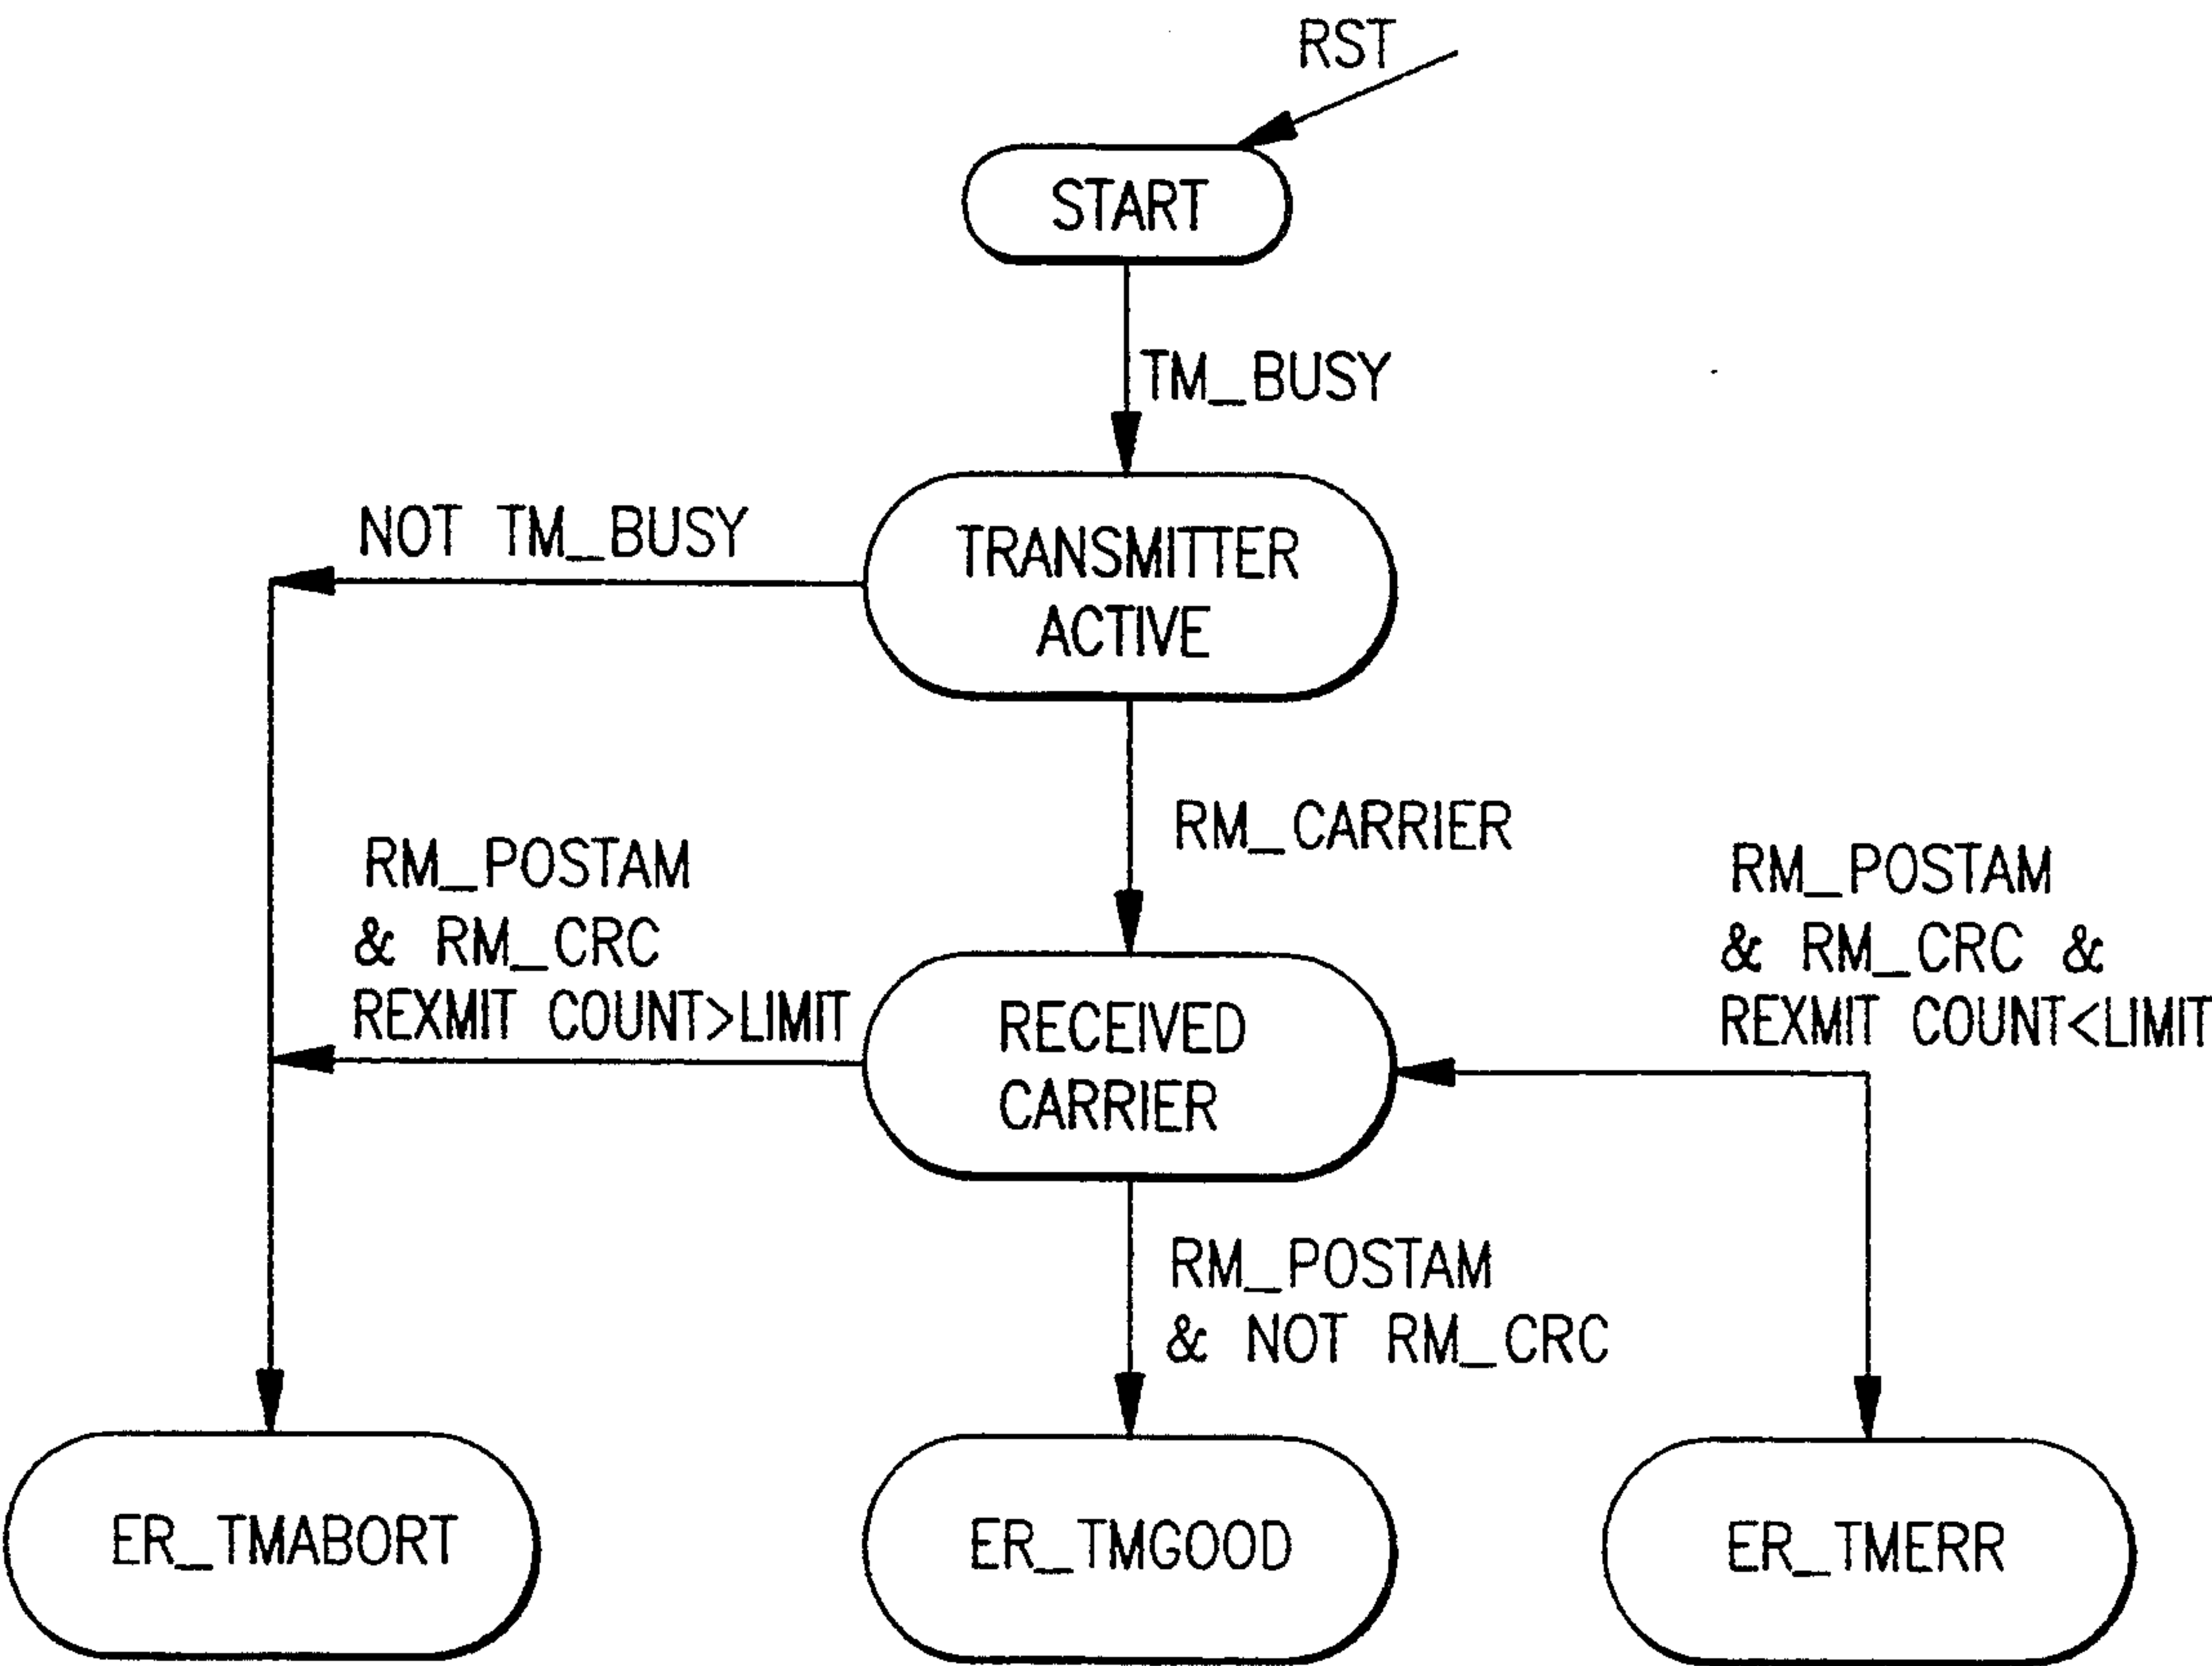 RST
START
TM_BUSY
NOT TM_BUSY
TRANSMITTER
ACTIVE
RM_CARRIER
RM_POSTAM
& RM_CRC
REXMIT COUNT>LIMIT
RECEIVED
CARRIER
RM_POSTAM
& RM_CRC &
REXMIT COUNT<LIMIT
RM_POSTAM
& NOT RM_CRC
ER_TMABORT
ER_TMGOOD
ER_TMERR